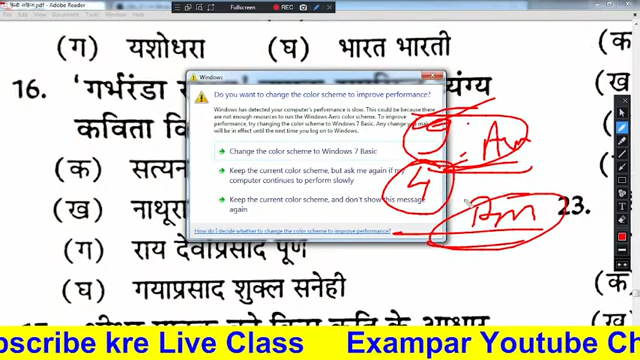 हिन्दी साहित्य.pdf - Adobe Reader
Fullscreen REC
File Edit View Document Tools Window Help
(ग) यशोधरा (घ) भारत भारती
16. 'गर्भरंडा
व्यंग्य
कविता
(क) सत्यन
(ख) नाथूरा
(ग) राय देवीप्रसाद पूर्ण
(घ) गयाप्रसाद शुक्ल सनेही
23.
(क
(ख
Windows
Do you want to change the color scheme to improve performance?
Windows has detected your computer's performance is slow. This could be because there are not enough resources to run the Windows Aero color scheme. To improve performance, try changing the color scheme to Windows 7 Basic. Any change you make will be in effect until the next time you log on to Windows.
Change the color scheme to Windows 7 Basic
Keep the current color scheme, but ask me again if my computer continues to perform slowly
Keep the current color scheme, and don't show this message again
How do I decide whether to change the color scheme to improve performance?
9 : Am
4 Pm
bscribe kre Live Class Exampar Youtube Ch